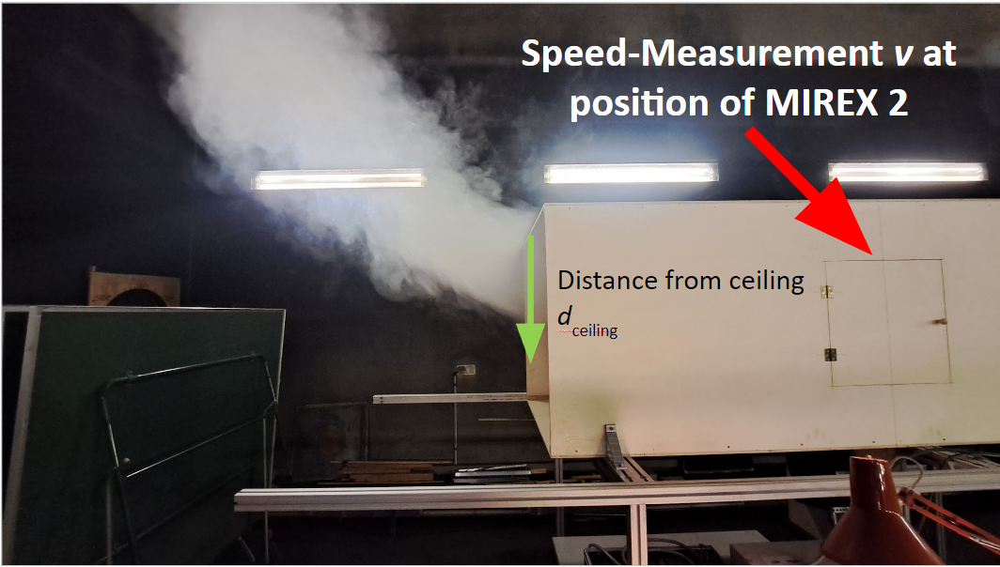 Speed-Measurement v at
position of MIREX 2
Distance from ceiling
d ceiling